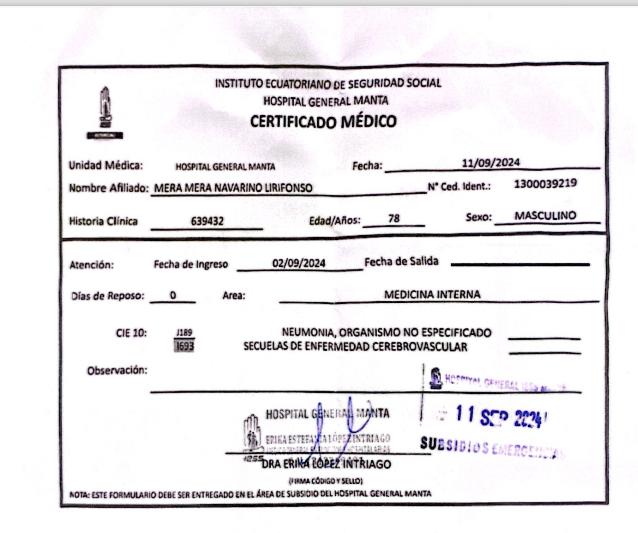 INSTITUTO ECUATORIANO DE SEGURIDAD SOCIAL
HOSPITAL GENERAL MANTA
CERTIFICADO MÉDICO
Unidad Médica: HOSPITAL GENERAL MANTA Fecha: 11/09/2024
Nombre Afiliado: MERA MERA NAVARINO LIRIFONSO N° Ced. Ident.: 1300039219
Historia Clínica 639432 Edad/Años: 78 Sexo: MASCULINO
Atención: Fecha de Ingreso 02/09/2024 Fecha de Salida
Días de Reposo: 0 Area: MEDICINA INTERNA
CIE 10: J189 NEUMONIA, ORGANISMO NO ESPECIFICADO
I693 SECUELAS DE ENFERMEDAD CEREBROVASCULAR
Observación:
HOSPITAL GENERAL IESS
11 SEP 2024
SUBSIDIOS EMERGENCIA
HOSPITAL GENERAL MANTA
ERIKA ESTEFANIA LÓPEZ INTRIAGO
IESS
DRA ERIKA LÓPEZ INTRIAGO
(FIRMA CÓDIGO Y SELLO)
NOTA: ESTE FORMULARIO DEBE SER ENTREGADO EN EL ÁREA DE SUBSIDIO DEL HOSPITAL GENERAL MANTA